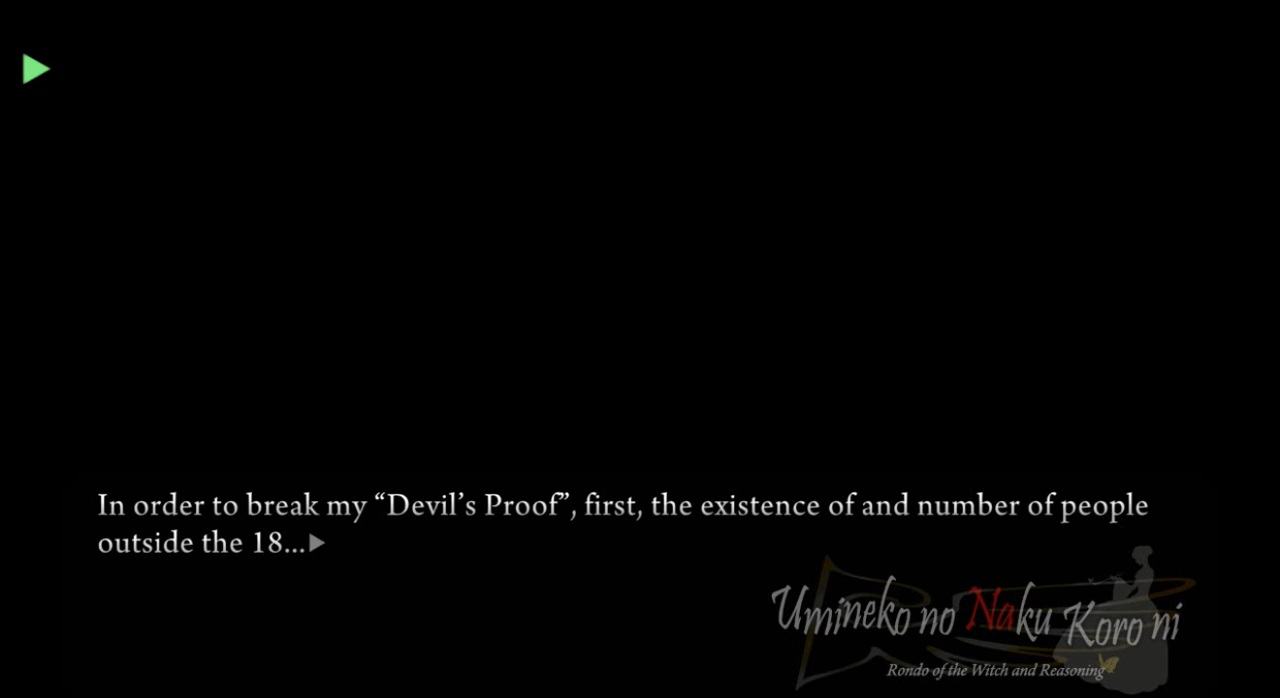 In order to break my “Devil’s Proof”, first, the existence of and number of people
outside the 18...
Umineko no Naku Koro ni
Rondo of the Witch and Reasoning